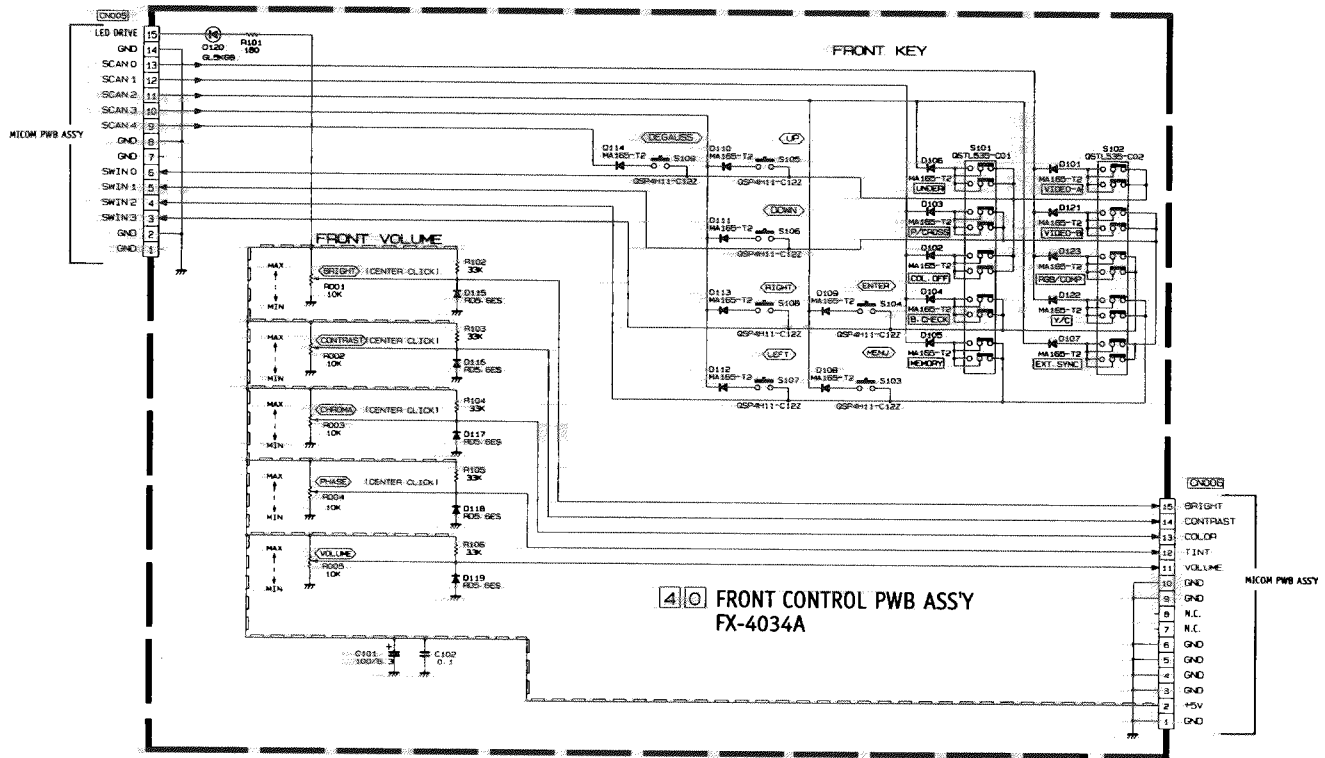 CN005
LED DRIVE 15
GND 14
SCAN 0 13
SCAN 1 12
SCAN 2 11
SCAN 3 10
SCAN 4 9
GND 8
GND 7
SWIN 0 6
SWIN 1 5
SWIN 2 4
SWIN 3 3
GND 2
GND 1
MICOM PWB ASS'Y
D120
R101
180
FRONT KEY
DEGAUSS
D114
MA165-T2
S109
QSP4H11-C12Z
D110
MA165-T2
UP
S105
QSP4H11-C12Z
D111
MA165-T2
DOWN
S106
QSP4H11-C12Z
D113
MA165-T2
RIGHT
S108
QSP4H11-C12Z
D109
MA165-T2
ENTER
S104
QSP4H11-C12Z
D112
MA165-T2
LEFT
S107
QSP4H11-C12Z
D108
MA165-T2
MENU
S103
QSP4H11-C12Z
S101
QSTL535-C01
D106
MA165-T2
UNDER
D103
MA165-T2
P/CROSS
D102
MA165-T2
COL. OFF
D104
MA165-T2
B.CHECK
D105
MA165-T2
MEMORY
S102
QSTL535-C02
D101
MA165-T2
VIDEO-A
D121
MA165-T2
VIDEO-B
D123
MA165-T2
RGB/COMP
D122
MA165-T2
Y/C
D107
MA165-T2
EXT.SYNC
FRONT VOLUME
MAX
MIN
BRIGHT (CENTER CLICK)
R001
10K
R102
33K
D115
RD5.6ES
MAX
MIN
CONTRAST (CENTER CLICK)
R002
10K
R103
33K
D116
RD5.6ES
MAX
MIN
CHROMA (CENTER CLICK)
R003
10K
R104
33K
D117
RD5.6ES
MAX
MIN
PHASE (CENTER CLICK)
R004
10K
R105
33K
D118
RD5.6ES
MAX
MIN
VOLUME
R005
10K
R106
33K
D119
RD5.6ES
C101
100/6.3
C102
0.1
4 0 FRONT CONTROL PWB ASS'Y
FX-4034A
CN006
15 BRIGHT
14 CONTRAST
13 COLOR
12 TINT
11 VOLUME
10 GND
9 GND
8 N.C.
7 N.C.
6 GND
5 GND
4 GND
3 GND
2 +5V
1 GND
MICOM PWB ASS'Y